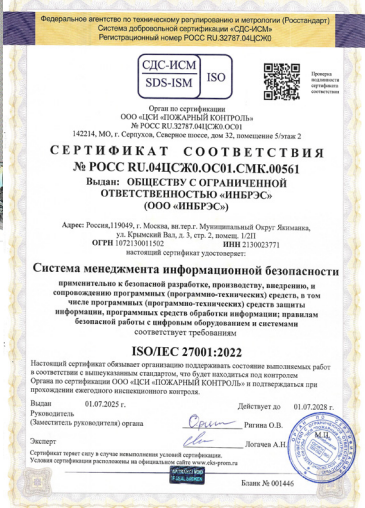 Федеральное агентство по техническому регулированию и метрологии (Росстандарт)
Система добровольной сертификации «СДС-ИСМ»
Регистрационный номер РОСС RU.32787.04ЦСЖ0
СДС-ИСМ
SDS-ISM
ISO
Проверка
подлинности
сертификата
соответствия
Орган по сертификации
ООО «ЦСИ «ПОЖАРНЫЙ КОНТРОЛЬ»
№ РОСС RU.32787.04ЦСЖ0.ОС01
142214, МО, г. Серпухов, Северное шоссе, дом 32, помещение 5/этаж 2
СЕРТИФИКАТ СООТВЕТСТВИЯ
№ РОСС RU.04ЦСЖ0.ОС01.СМК.00561
Выдан: ОБЩЕСТВУ С ОГРАНИЧЕННОЙ
ОТВЕТСТВЕННОСТЬЮ «ИНБРЭС»
(ООО «ИНБРЭС»)
Адрес: Россия,119049, г. Москва, вн.тер.г. Муниципальный Округ Якиманка,
ул. Крымский Вал, д. 3, стр. 2, помещ. 1/2П
ОГРН 1072130011502 ИНН 2130023771
настоящий сертификат удостоверяет:
Система менеджмента информационной безопасности
применительно к безопасной разработке, производству, внедрению, и
сопровождению программных (программно-технических) средств, в том
числе программных (программно-технических) средств защиты
информации, программных средств обработки информации; правилам
безопасной работы с цифровым оборудованием и системами
соответствует требованиям
ISO/IEC 27001:2022
Настоящий сертификат обязывает организацию поддерживать состояние выполняемых работ
в соответствии с вышеуказанным стандартом, что будет находиться под контролем
Органа по сертификации ООО «ЦСИ «ПОЖАРНЫЙ КОНТРОЛЬ» и подтверждаться при
прохождении ежегодного инспекционного контроля.
Выдан 01.07.2025 г. Действует до 01.07.2028 г.
Руководитель
(Заместитель руководителя) органа Ригина О.В.
М.П.
Эксперт Логачев А.Н.
Сертификат теряет силу в случае невыполнения условий сертификации.
Условия сертификации расположены на официальном сайте www.eks-prom.ru
Бланк № 001446